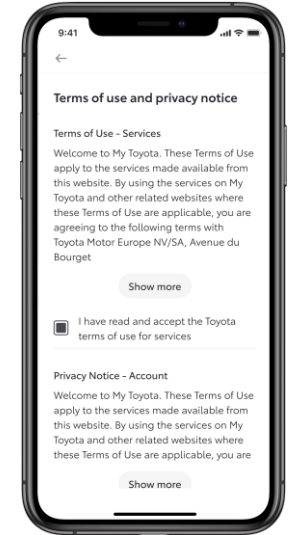 9:41
Terms of use and privacy notice
Terms of Use - Services
Welcome to My Toyota. These Terms of Use
apply to the services made available from
this website. By using the services on My
Toyota and other related websites where
these Terms of Use are applicable, you are
agreeing to the following terms with
Toyota Motor Europe NV/SA, Avenue du
Bourget
Show more
I have read and accept the Toyota
terms of use for services
Privacy Notice - Account
Welcome to My Toyota. These Terms of Use
apply to the services made available from
this website. By using the services on My
Toyota and other related websites where
these Terms of Use are applicable, you are
Show more